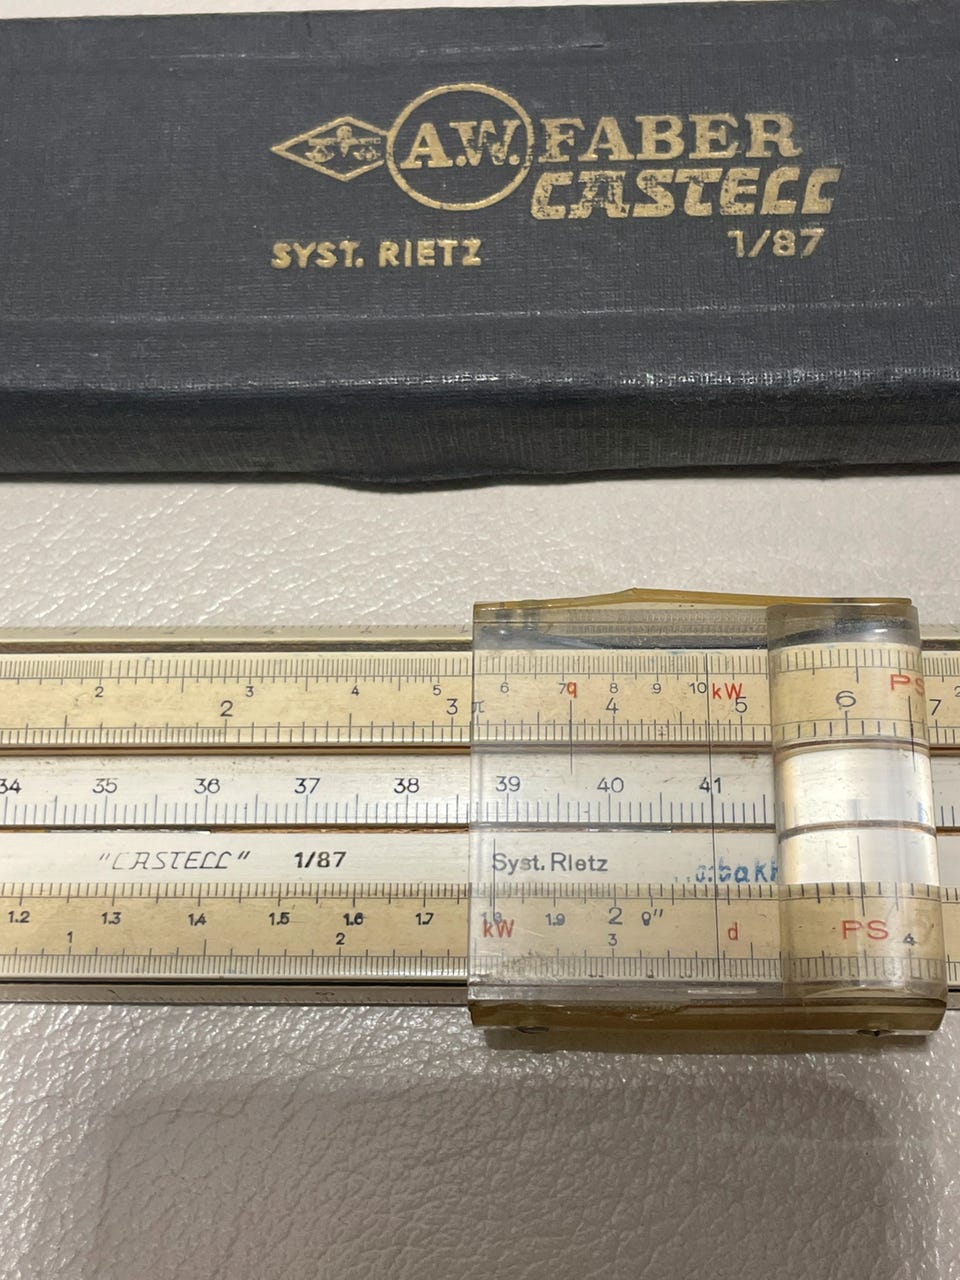 A.W. FABER
CASTELL
SYST. RIETZ 1/87
2 3 4 5 6 7 q 8 9 10 kW PS 2
2 3 π 4 5 6 7
34 35 36 37 38 39 40 41
"CASTELL" 1/87 Syst. Rietz
1.2 1.3 1.4 1.5 1.6 1.7 1.8 1.9 2 ϱ"
kW d PS
1 2 3 4